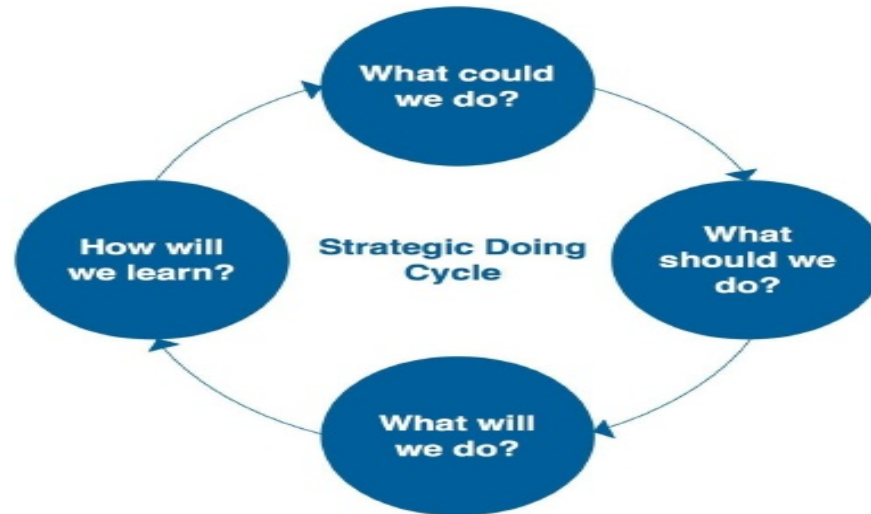 What could
we do?
What
should we
do?
What will
we do?
How will
we learn?
Strategic Doing
Cycle